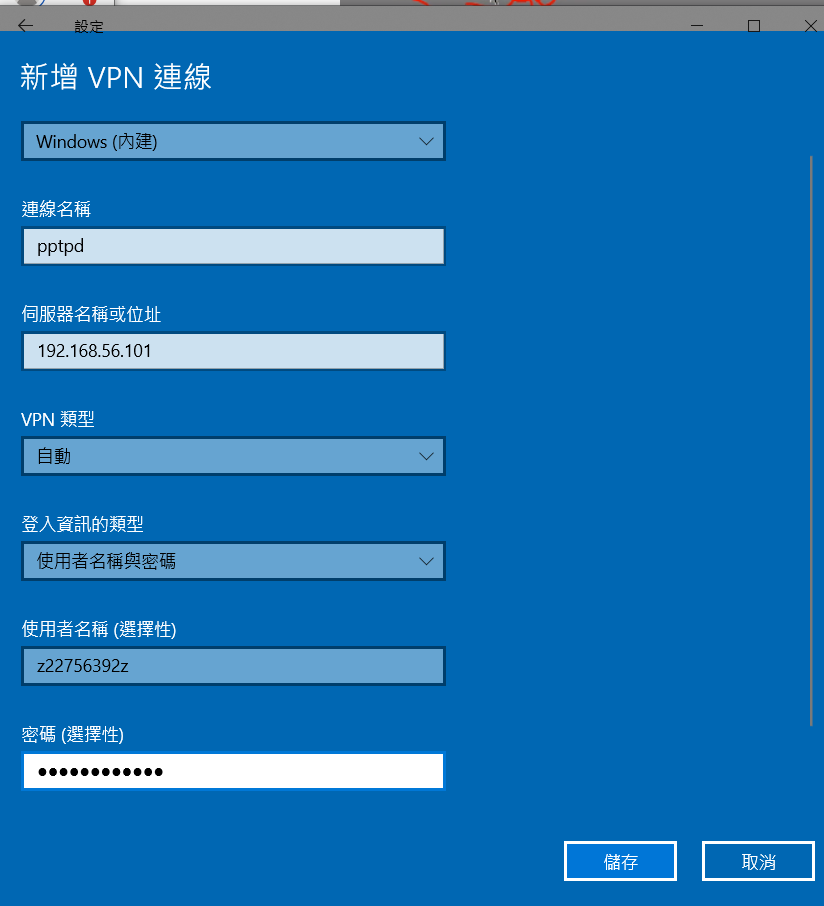 設定
新增 VPN 連線
Windows (內建)
連線名稱
pptpd
伺服器名稱或位址
192.168.56.101
VPN 類型
自動
登入資訊的類型
使用者名稱與密碼
使用者名稱 (選擇性)
z22756392z
密碼 (選擇性)
●●●●●●●●●●●●
儲存
取消